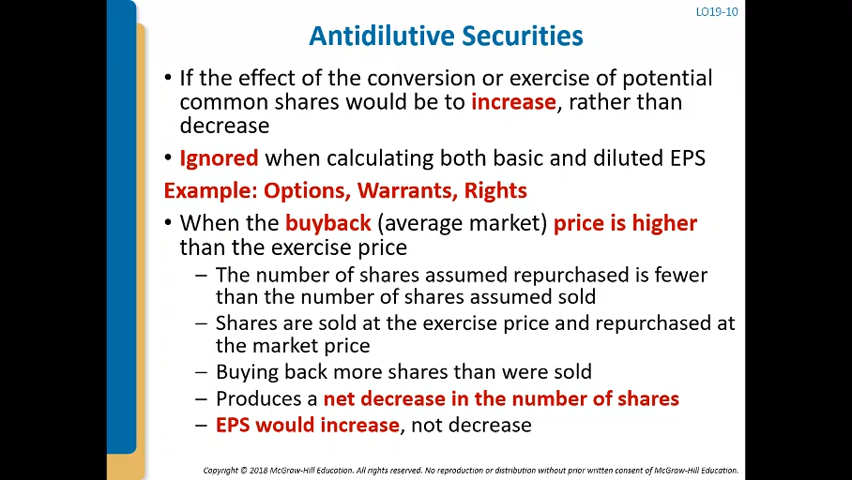 LO19-10
Antidilutive Securities
• If the effect of the conversion or exercise of potential
common shares would be to increase, rather than
decrease
• Ignored when calculating both basic and diluted EPS
Example: Options, Warrants, Rights
• When the buyback (average market) price is higher
than the exercise price
– The number of shares assumed repurchased is fewer
than the number of shares assumed sold
– Shares are sold at the exercise price and repurchased at
the market price
– Buying back more shares than were sold
– Produces a net decrease in the number of shares
– EPS would increase, not decrease
Copyright © 2018 McGraw-Hill Education. All rights reserved. No reproduction or distribution without prior written consent of McGraw-Hill Education.